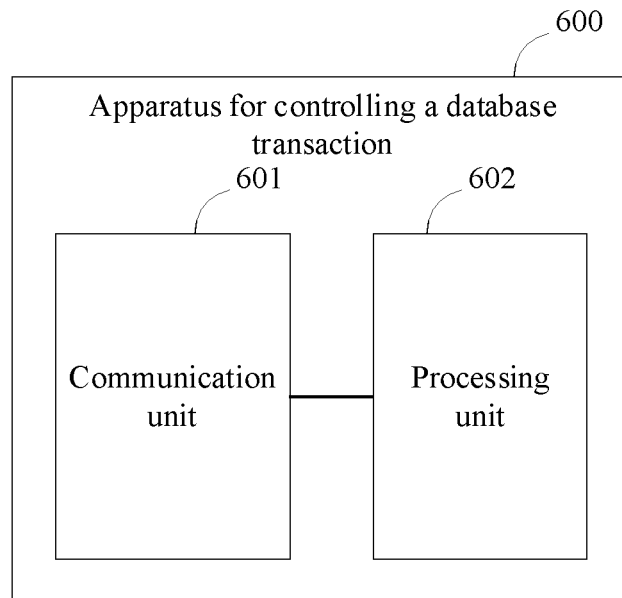 600
Apparatus for controlling a database
transaction
601
602
Communication
unit
Processing
unit